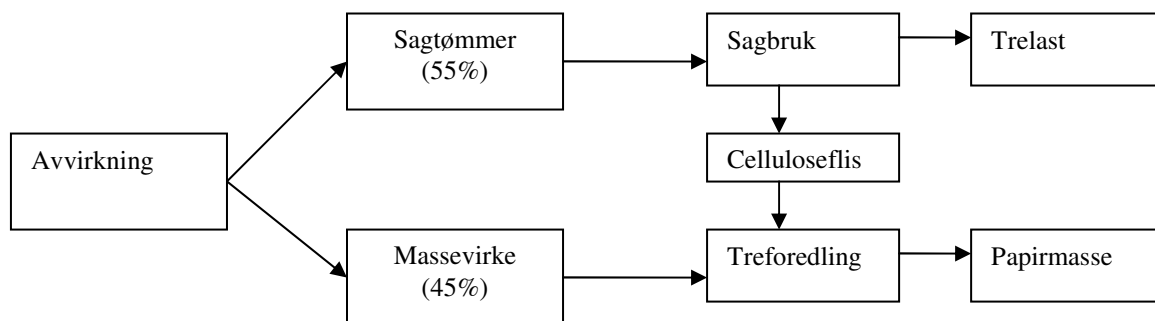 Sagtømmer
(55%)
Sagbruk
Trelast
Avvirkning
Celluloseflis
Massevirke
(45%)
Treforedling
Papirmasse